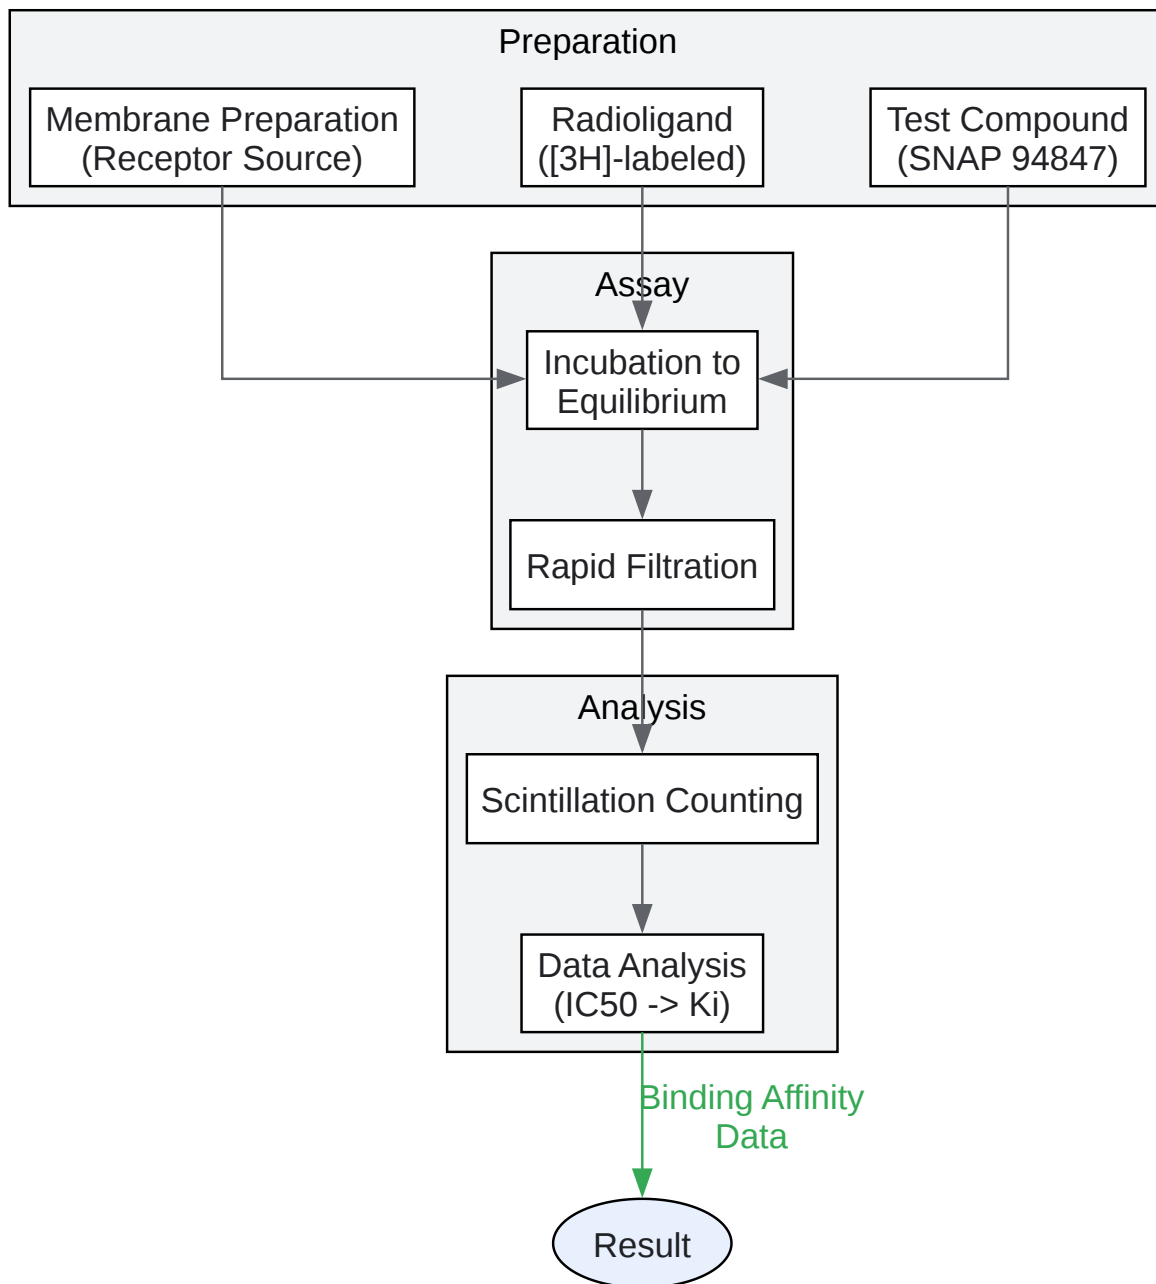 Preparation
Membrane Preparation
(Receptor Source)
Radioligand
([3H]-labeled)
Test Compound
(SNAP 94847)
Assay
Incubation to
Equilibrium
Rapid Filtration
Analysis
Scintillation Counting
Data Analysis
(IC50 -> Ki)
Binding Affinity
Data
Result